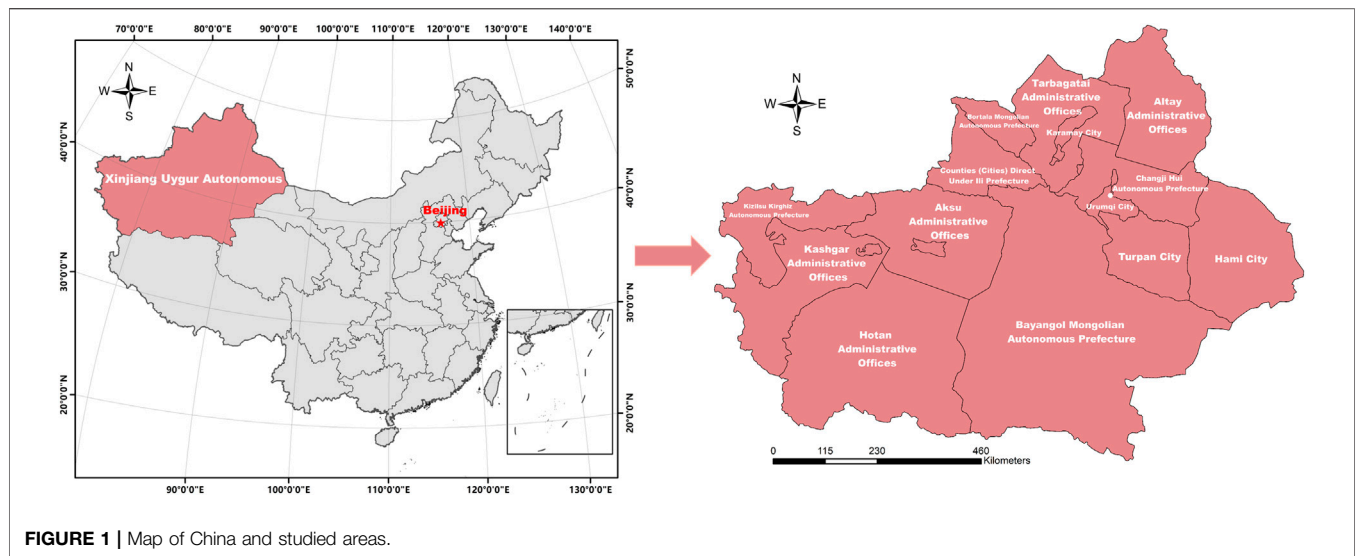 70°0'0"E
80°0'0"E
90°0'0"E
100°0'0"E
110°0'0"E
120°0'0"E
130°0'0"E
140°0'0"E
50°0'0"N
40°0'0"N
30°0'0"N
20°0'0"N
40°0'0"N
30°0'0"N
20°0'0"N
90°0'0"E
100°0'0"E
110°0'0"E
120°0'0"E
130°0'0"E
N
W
E
S
Xinjiang Uygur Autonomous
Beijing
N
W
E
S
Tarbagatai
Administrative
Offices
Altay
Administrative
Offices
Bortala Mongolian
Autonomous Prefecture
Karamay City
Counties (Cities) Direct
Under Ili Prefecture
Changji Hui
Autonomous Prefecture
Urumqi City
Kizilsu Kirghiz
Autonomous Prefecture
Aksu
Administrative
Offices
Kashgar
Administrative
Offices
Turpan City
Hami City
Hotan
Administrative
Offices
Bayangol Mongolian
Autonomous Prefecture
0 115 230 460
Kilometers
FIGURE 1 | Map of China and studied areas.